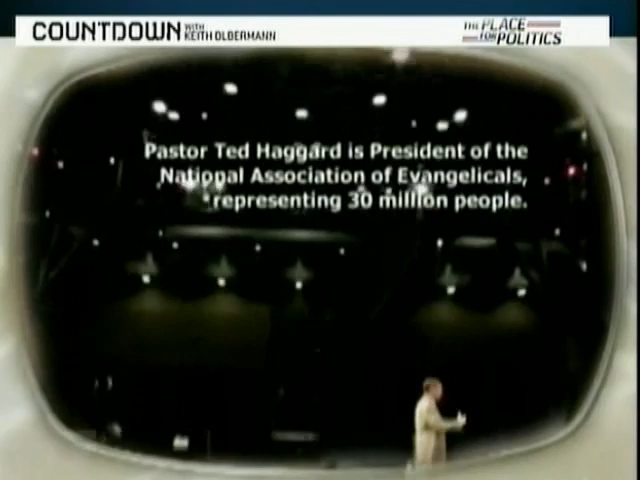 COUNTDOWN WITH KEITH OLBERMANN
THE PLACE FOR POLITICS
Pastor Ted Haggard is President of the
National Association of Evangelicals,
representing 30 million people.